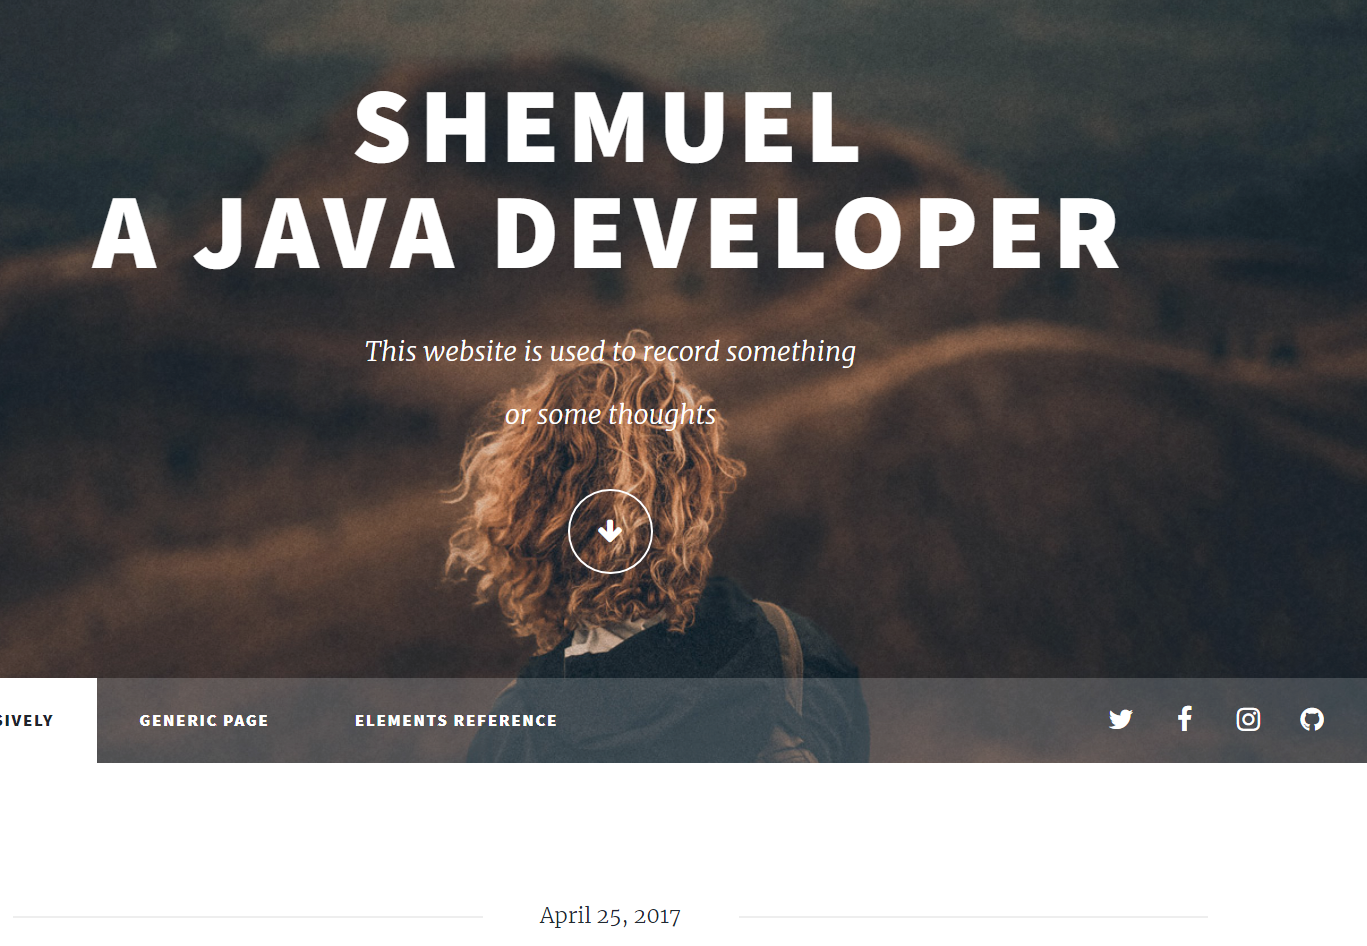 SHEMUEL
A JAVA DEVELOPER
This website is used to record something
or some thoughts
SIVELY
GENERIC PAGE
ELEMENTS REFERENCE
April 25, 2017